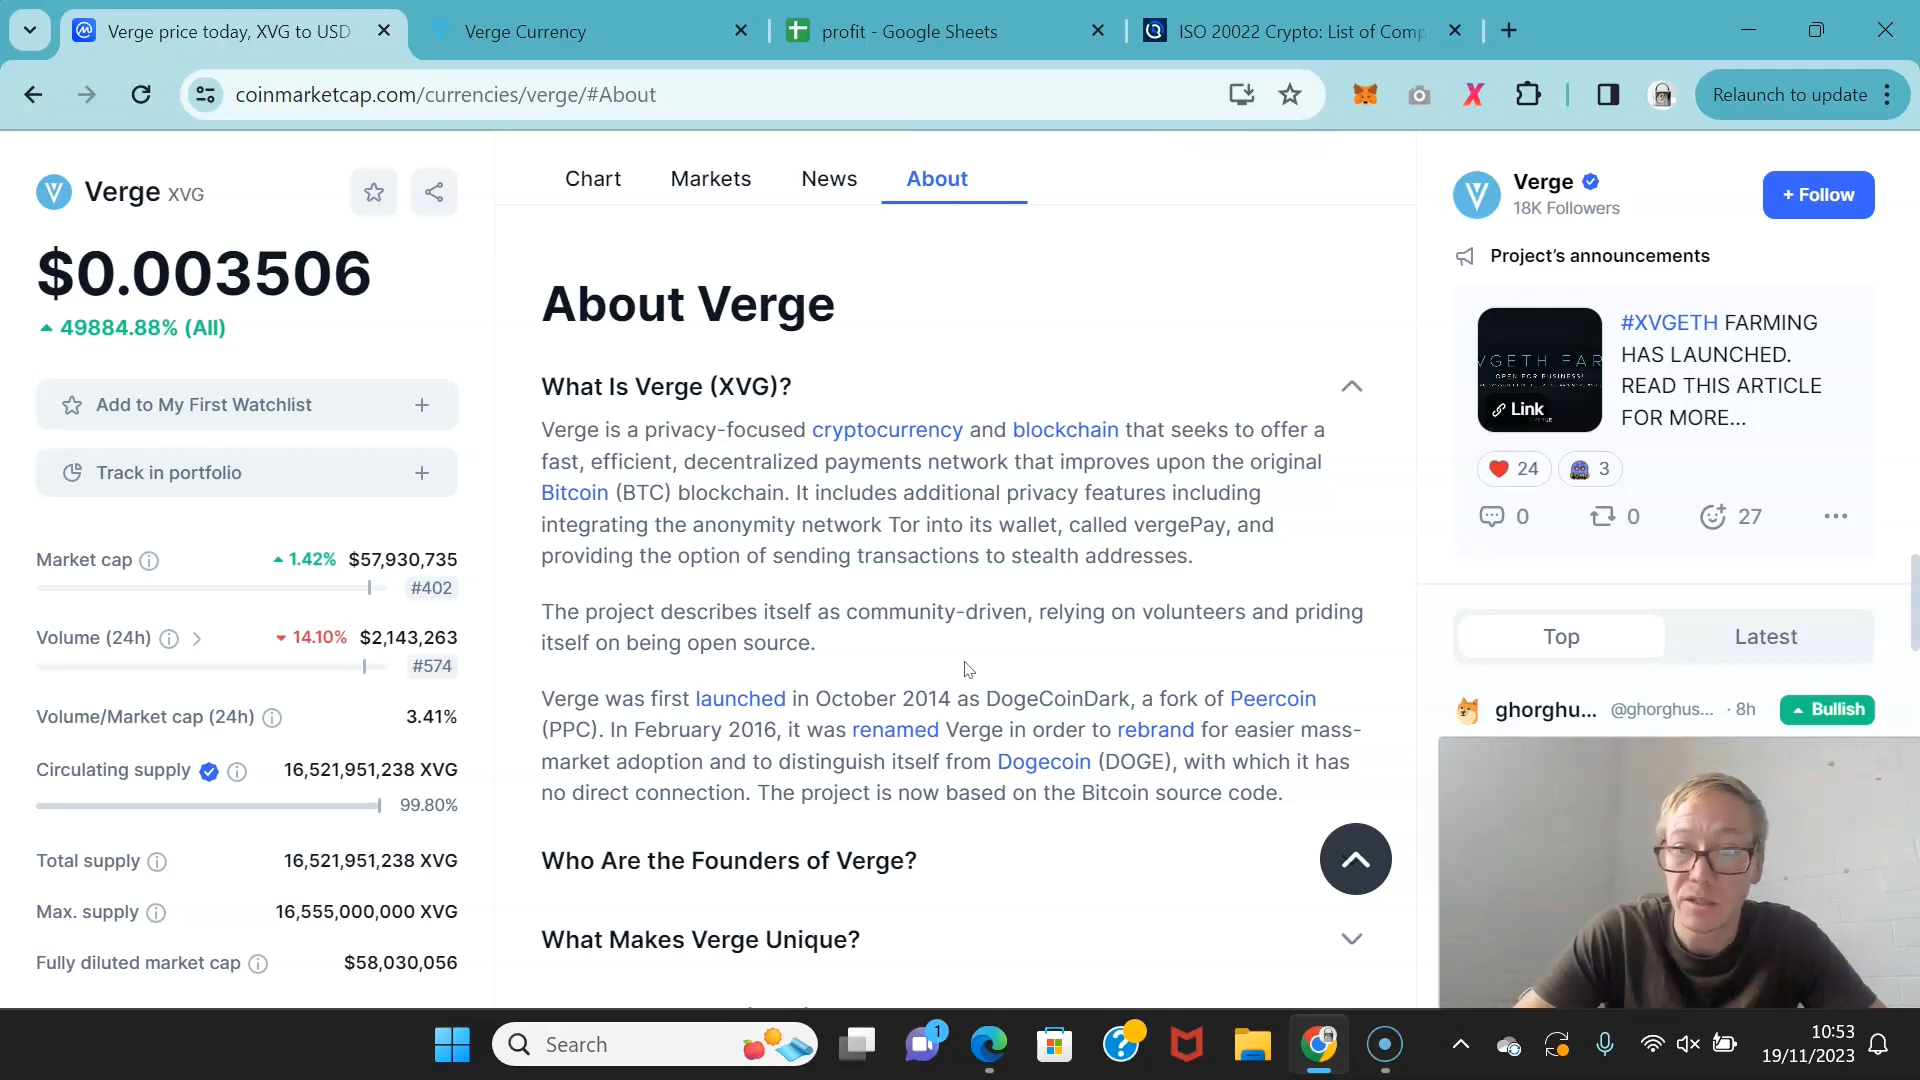 Verge price today, XVG to USD
Verge Currency
profit - Google Sheets
ISO 20022 Crypto: List of Comp
coinmarketcap.com/currencies/verge/#About
Relaunch to update
Verge XVG
$0.003506
49884.88% (All)
Add to My First Watchlist
Track in portfolio
Market cap 1.42% $57,930,735
#402
Volume (24h) 14.10% $2,143,263
#574
Volume/Market cap (24h) 3.41%
Circulating supply 16,521,951,238 XVG
99.80%
Total supply 16,521,951,238 XVG
Max. supply 16,555,000,000 XVG
Fully diluted market cap $58,030,056
Chart Markets News About
About Verge
What Is Verge (XVG)?
Verge is a privacy-focused cryptocurrency and blockchain that seeks to offer a
fast, efficient, decentralized payments network that improves upon the original
Bitcoin (BTC) blockchain. It includes additional privacy features including
integrating the anonymity network Tor into its wallet, called vergePay, and
providing the option of sending transactions to stealth addresses.
The project describes itself as community-driven, relying on volunteers and priding
itself on being open source.
Verge was first launched in October 2014 as DogeCoinDark, a fork of Peercoin
(PPC). In February 2016, it was renamed Verge in order to rebrand for easier mass-
market adoption and to distinguish itself from Dogecoin (DOGE), with which it has
no direct connection. The project is now based on the Bitcoin source code.
Who Are the Founders of Verge?
What Makes Verge Unique?
Verge
18K Followers
+ Follow
Project's announcements
VGETH FAR
OPEN FOR BUSINESS!
Link
#XVGETH FARMING
HAS LAUNCHED.
READ THIS ARTICLE
FOR MORE...
24 3
0 0 27
Top Latest
ghorghu... @ghorghus... · 8h Bullish
Search
1
10:53
19/11/2023